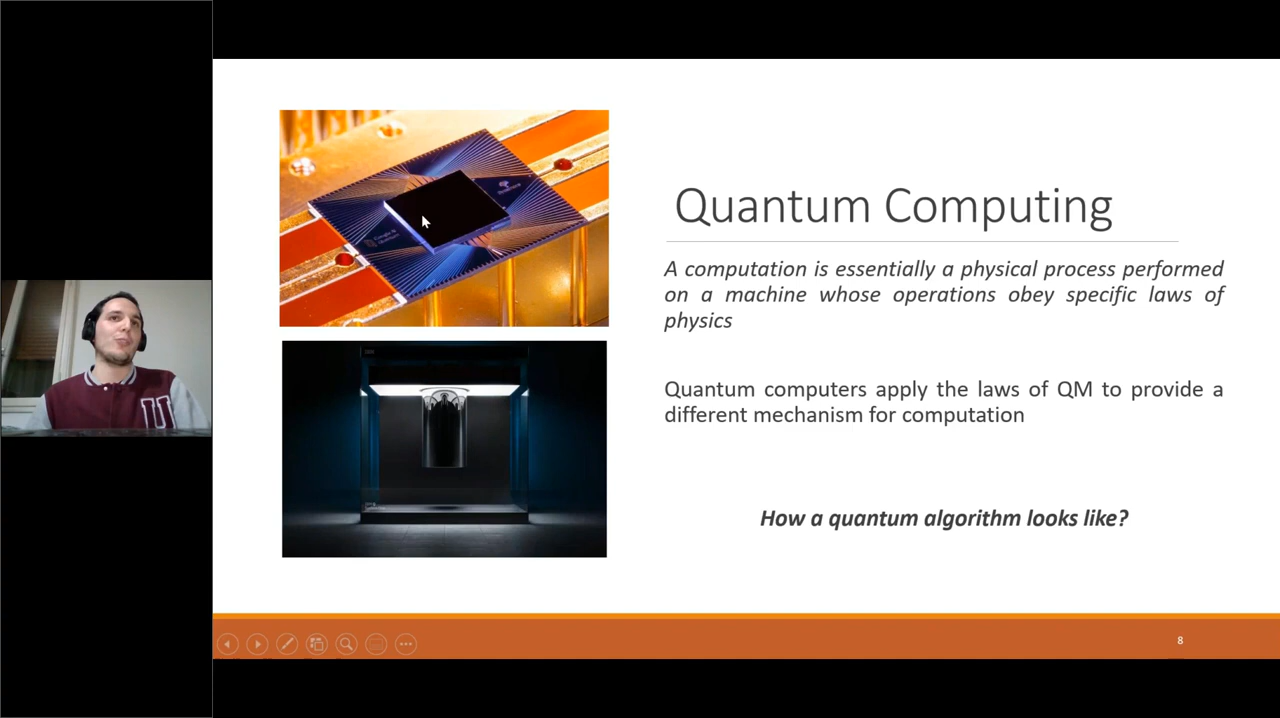 Quantum Computing
A computation is essentially a physical process performed
on a machine whose operations obey specific laws of
physics
Quantum computers apply the laws of QM to provide a
different mechanism for computation
How a quantum algorithm looks like?
8